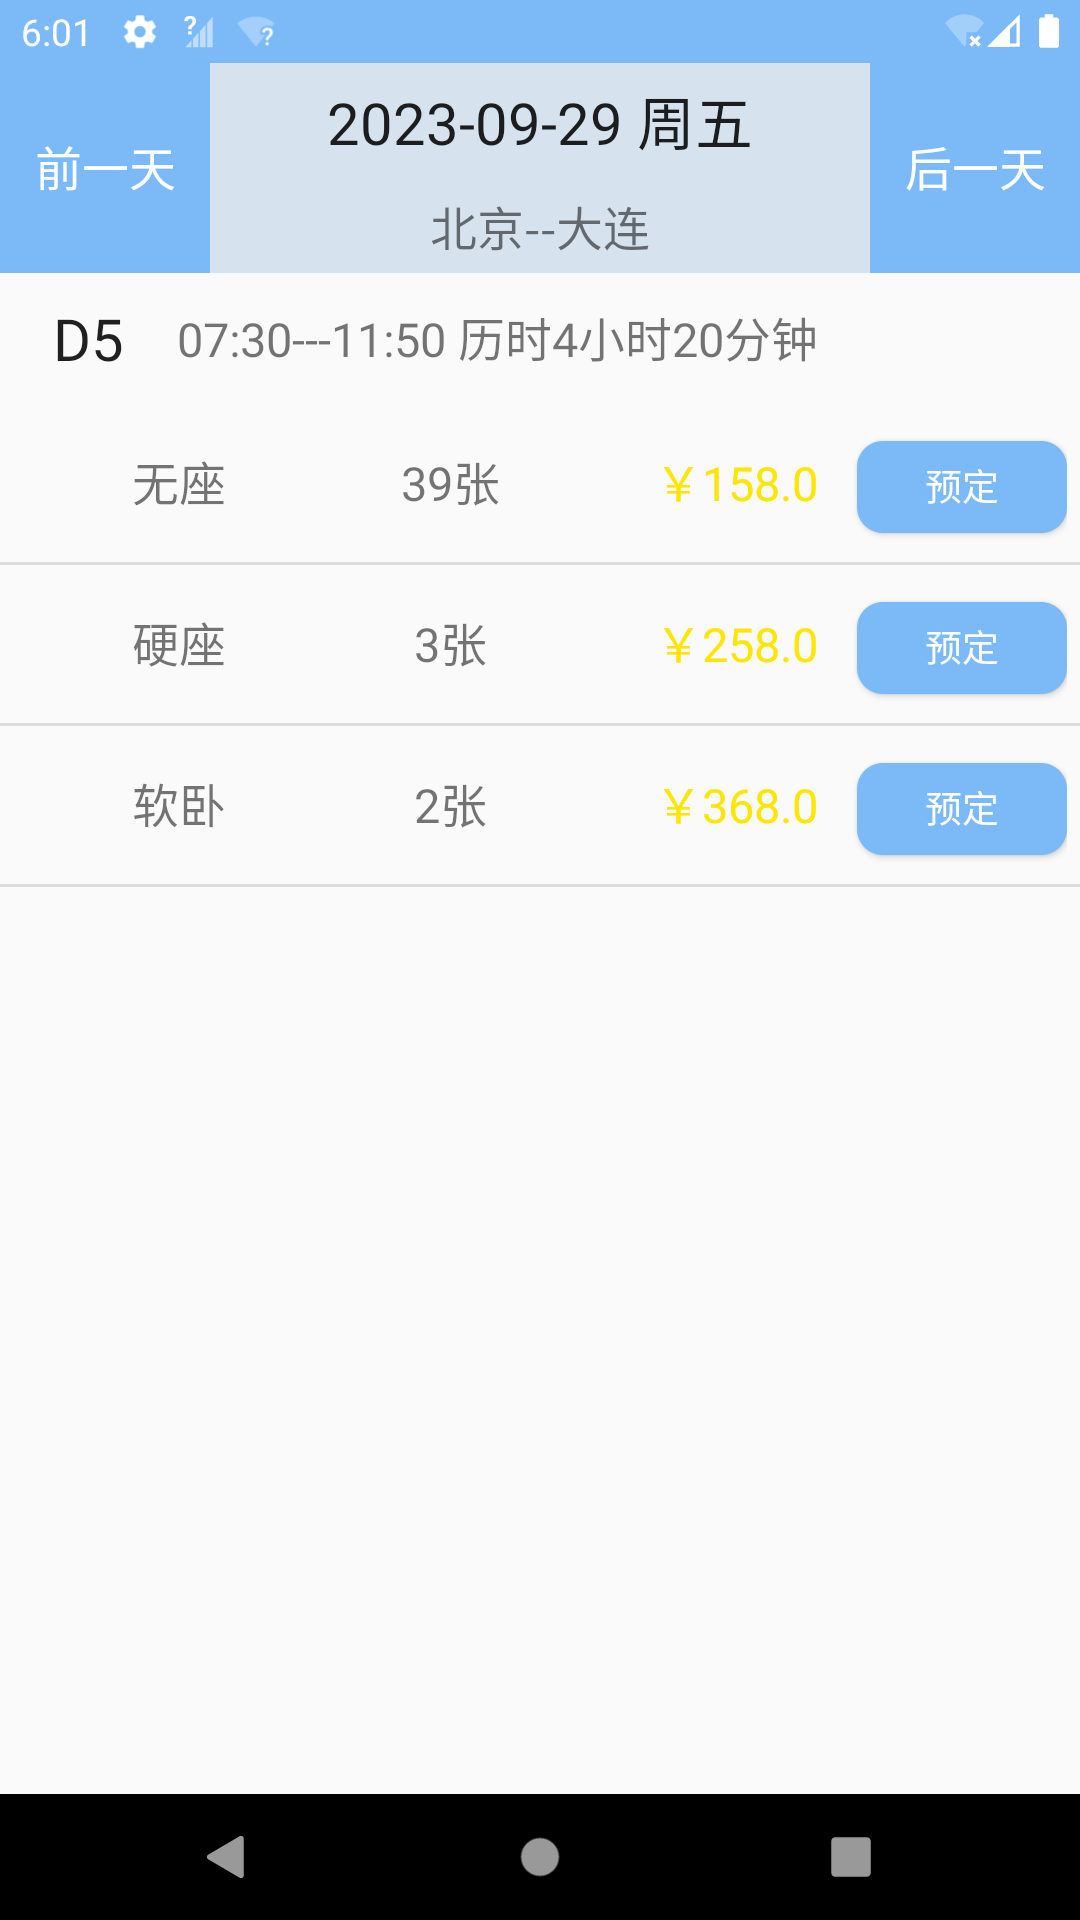 6:01
2023-09-29 周五
前一天
后一天
北京--大连
D5 07:30---11:50 历时4小时20分钟
无座 39张 ￥158.0 预定
硬座 3张 ￥258.0 预定
软卧 2张 ￥368.0 预定